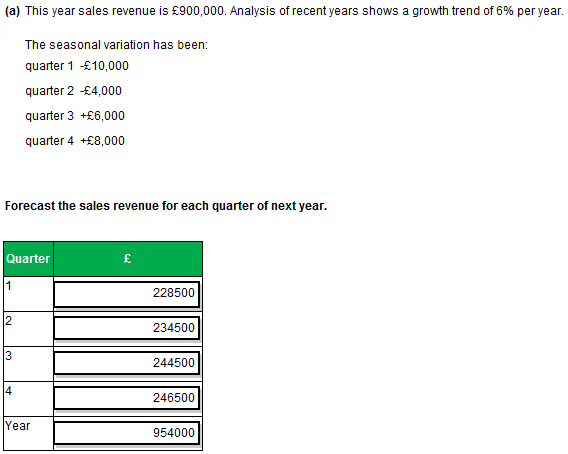 (a) This year sales revenue is £900,000. Analysis of recent years shows a growth trend of 6% per year.
The seasonal variation has been:
quarter 1 -£10,000
quarter 2 -£4,000
quarter 3 +£6,000
quarter 4 +£8,000
Forecast the sales revenue for each quarter of next year.
Quarter £
1 228500
2 234500
3 244500
4 246500
Year 954000